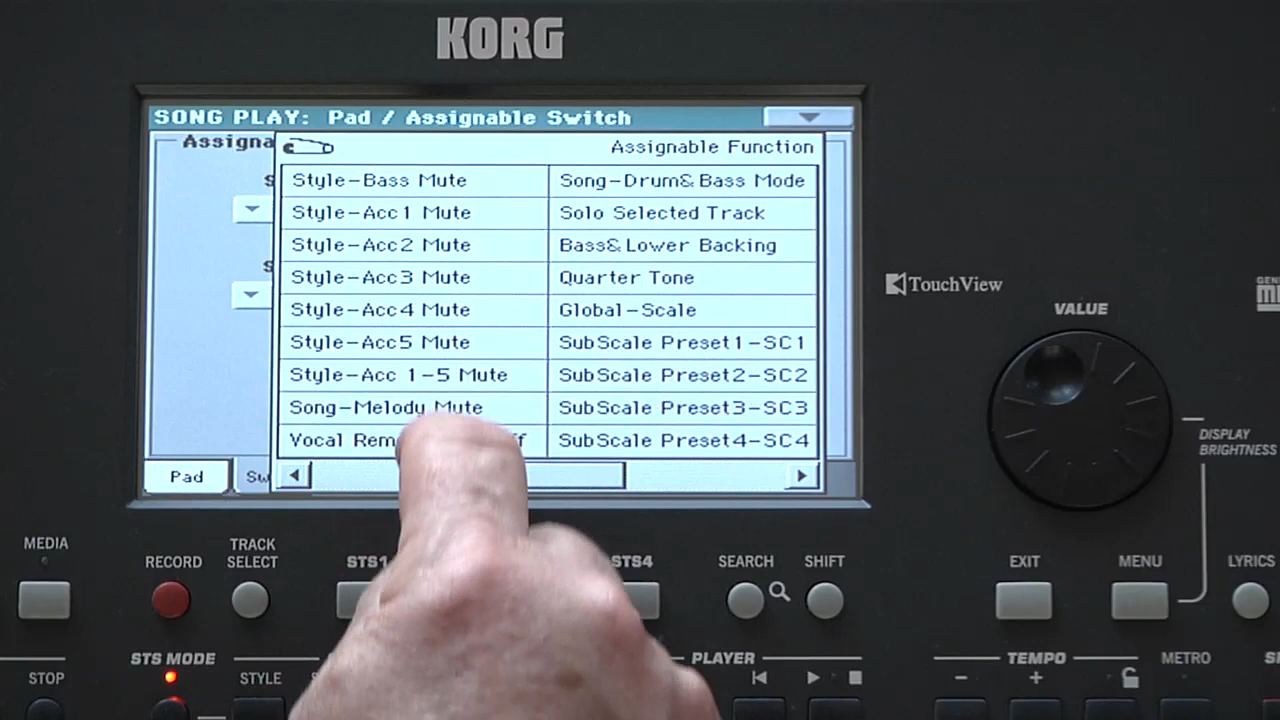 KORG
SONG PLAY: Pad / Assignable Switch
Assigna
Assignable Function
Style-Bass Mute Song-Drum&Bass Mode
Style-Acc1 Mute Solo Selected Track
Style-Acc2 Mute Bass&Lower Backing
Style-Acc3 Mute Quarter Tone
Style-Acc4 Mute Global-Scale
Style-Acc5 Mute SubScale Preset1-SC1
Style-Acc 1-5 Mute SubScale Preset2-SC2
Song-Melody Mute SubScale Preset3-SC3
Vocal Rem ff SubScale Preset4-SC4
Pad Sw
TouchView
VALUE
DISPLAY
BRIGHTNESS
MEDIA
RECORD
TRACK
SELECT
STS1
STS4
SEARCH
SHIFT
EXIT
MENU
LYRICS
STS MODE
PLAYER
TEMPO
METRO
STOP
STYLE
- +